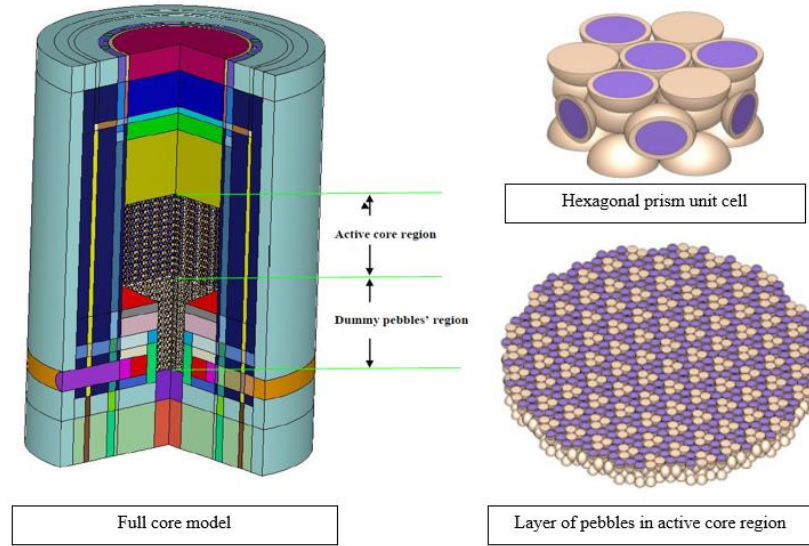 Active core region
Dummy pebbles' region
Full core model
Hexagonal prism unit cell
Layer of pebbles in active core region